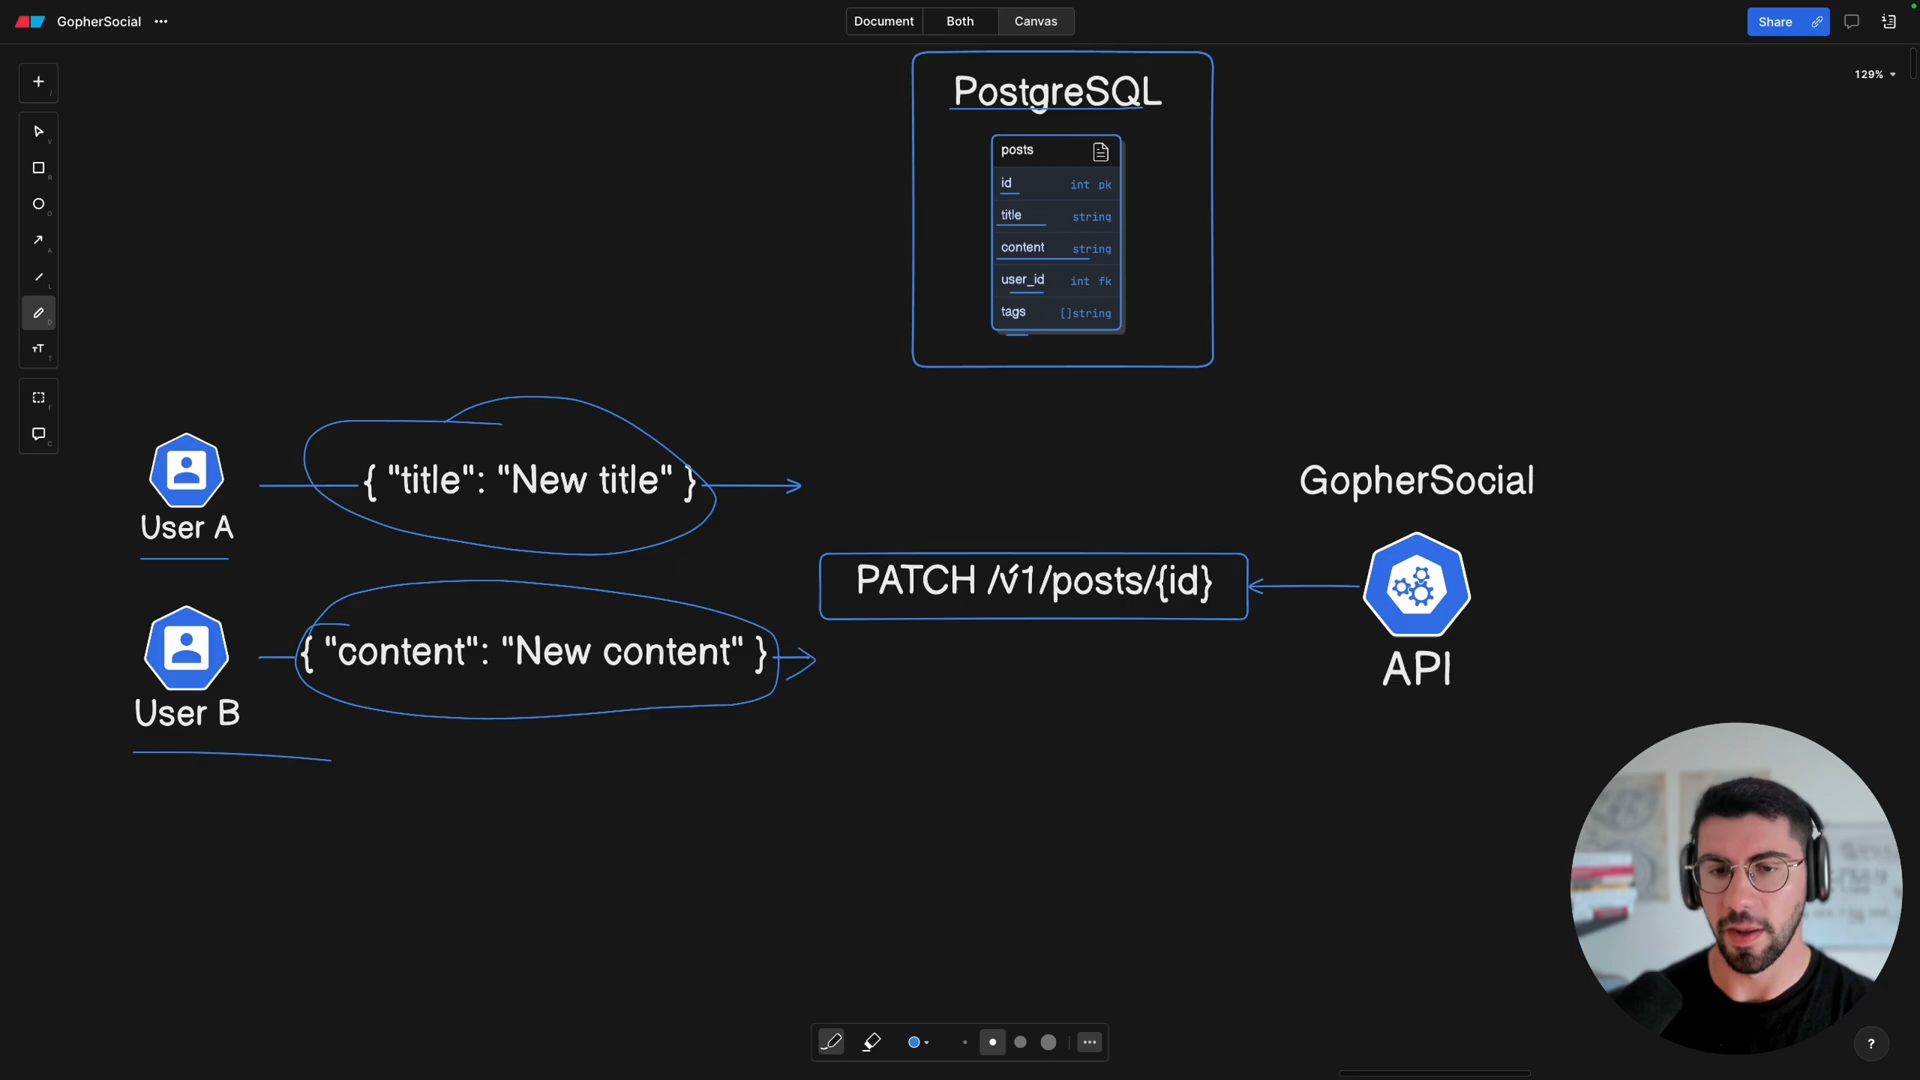 GopherSocial
Document
Both
Canvas
Share
129%
PostgreSQL
posts
id int pk
title string
content string
user_id int fk
tags []string
{ "title": "New title" }
User A
GopherSocial
PATCH /v1/posts/{id}
{ "content": "New content" }
User B
API
?